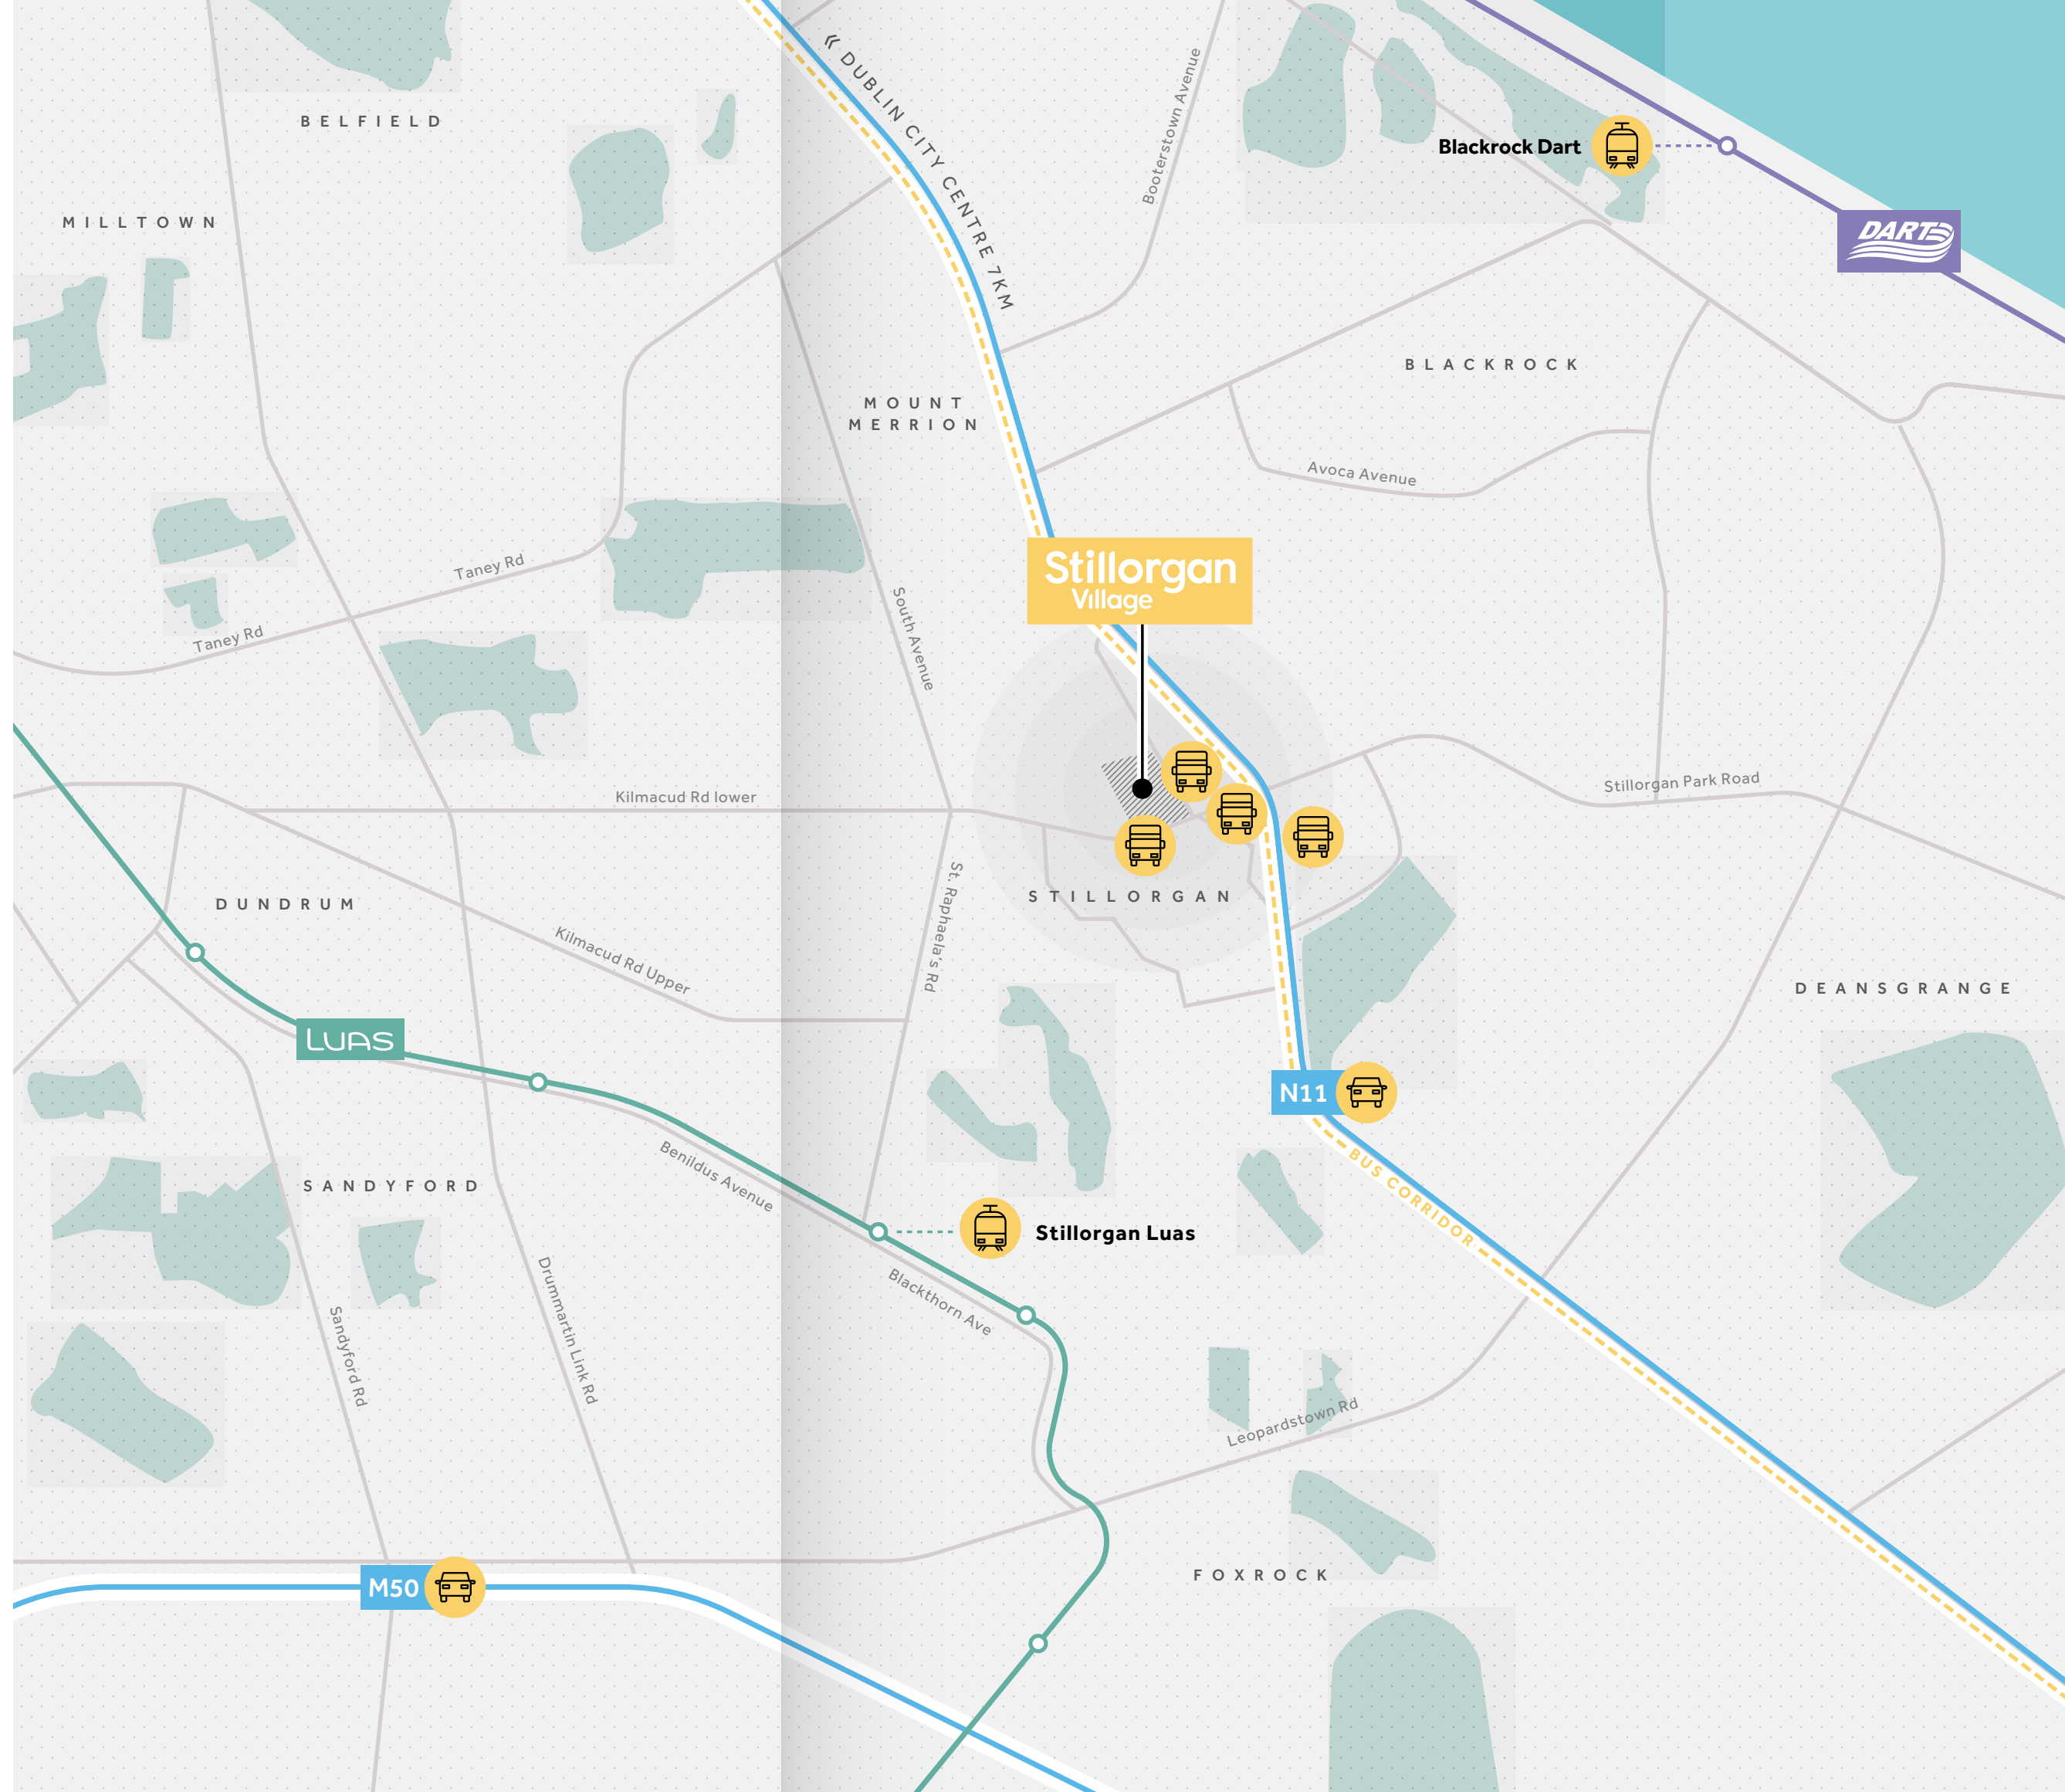 « DUBLIN CITY CENTRE 7KM
BELFIELD
Booterstown Avenue
Blackrock Dart
MILLTOWN
DART
BLACKROCK
MOUNT
MERRION
Avoca Avenue
Taney Rd
Stillorgan
Village
Taney Rd
South Avenue
Stillorgan Park Road
Kilmacud Rd lower
STILLORGAN
DUNDRUM
St. Raphaela's Rd
Kilmacud Rd Upper
DEANSGRANGE
LUAS
N11
Benildus Avenue
SANDYFORD
BUS CORRIDOR
Stillorgan Luas
Blackthorn Ave
Drummartin Link Rd
Sandyford Rd
Leopardstown Rd
FOXROCK
M50